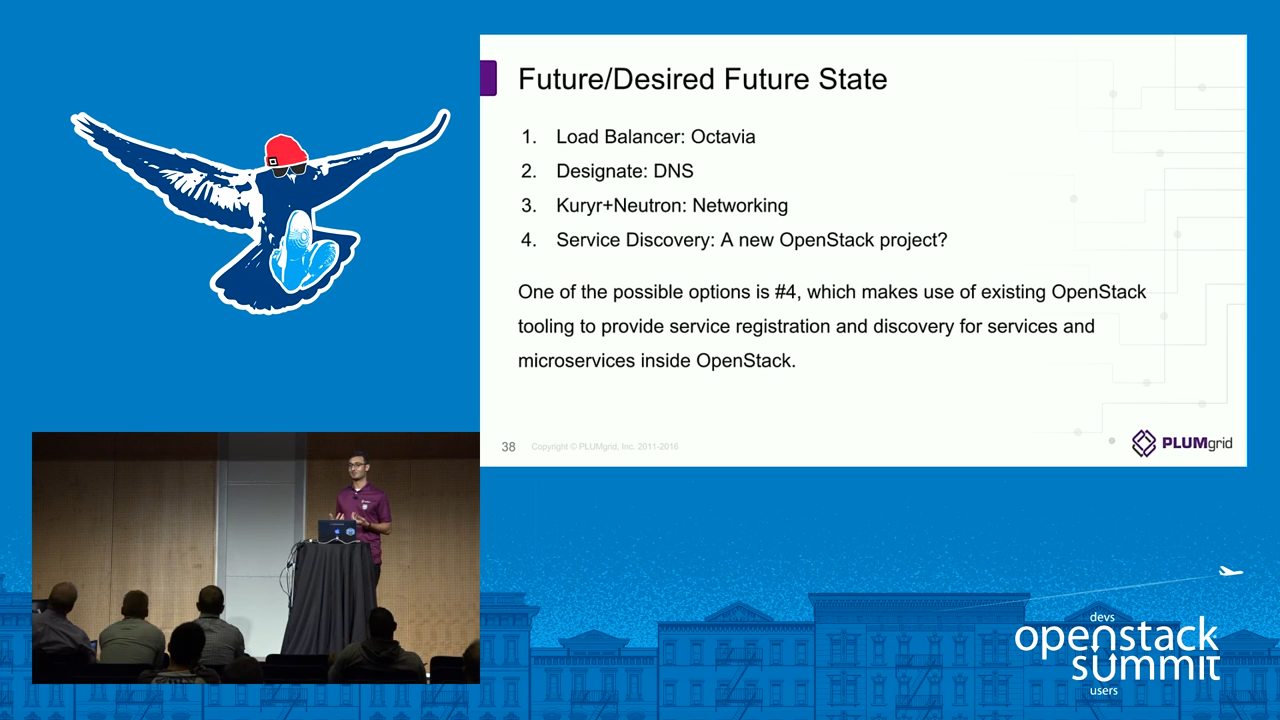 Future/Desired Future State
1. Load Balancer: Octavia
2. Designate: DNS
3. Kuryr+Neutron: Networking
4. Service Discovery: A new OpenStack project?
One of the possible options is #4, which makes use of existing OpenStack
tooling to provide service registration and discovery for services and
microservices inside OpenStack.
38 Copyright © PLUMgrid, Inc. 2011-2016
PLUMgrid
devs
openstack
summit
users